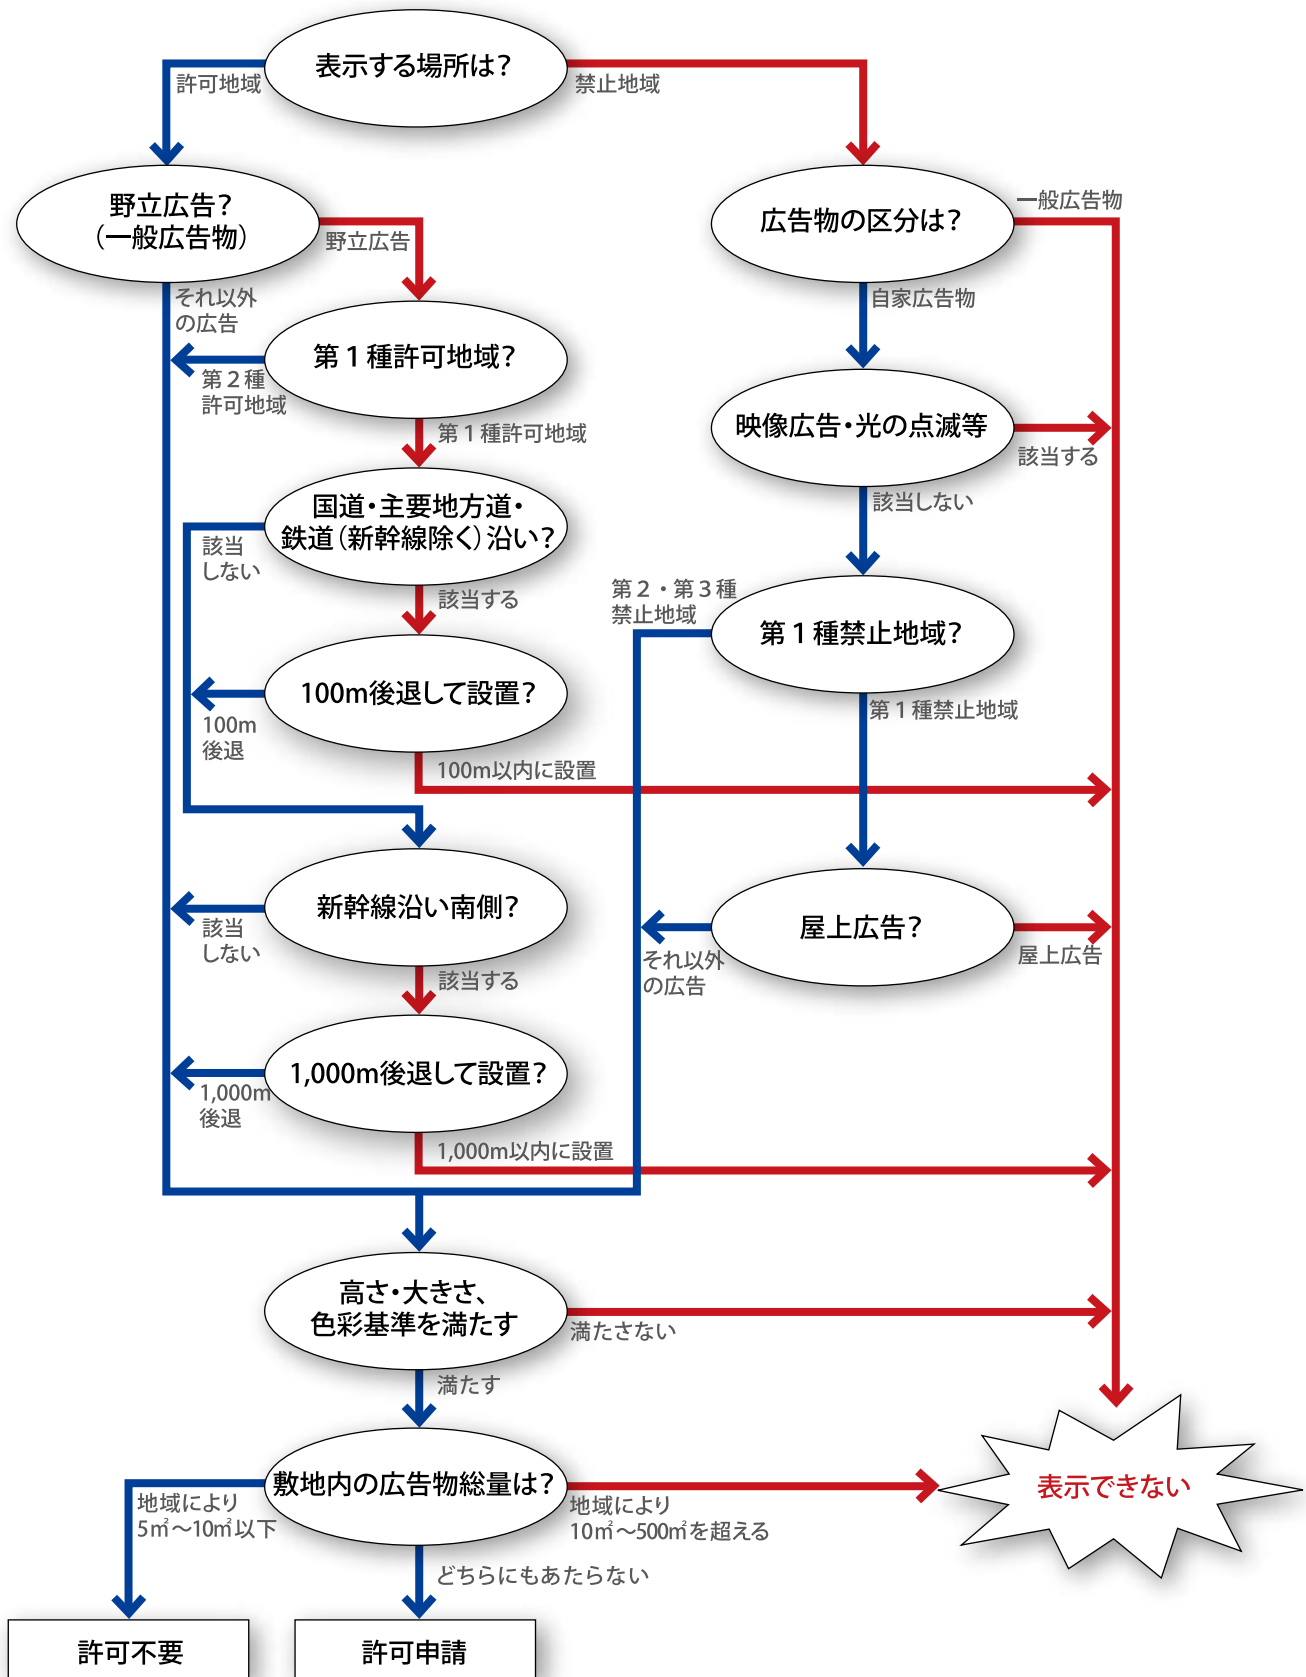 表示する場所は？
許可地域
禁止地域
野立広告？
（一般広告物）
野立広告
広告物の区分は？
一般広告物
それ以外
の広告
自家広告物
第１種許可地域？
第２種
許可地域
第１種許可地域
映像広告・光の点滅等
該当する
該当しない
国道・主要地方道・
鉄道（新幹線除く）沿い？
該当
しない
該当する
第２・第３種
禁止地域
第１種禁止地域？
第１種禁止地域
100m後退して設置？
100m
後退
100m以内に設置
新幹線沿い南側？
該当
しない
該当する
屋上広告？
それ以外
の広告
屋上広告
1,000m後退して設置？
1,000m
後退
1,000m以内に設置
高さ・大きさ、
色彩基準を満たす
満たさない
満たす
敷地内の広告物総量は？
地域により
5㎡～10㎡以下
地域により
10㎡～500㎡を超える
表示できない
どちらにもあたらない
許可不要
許可申請